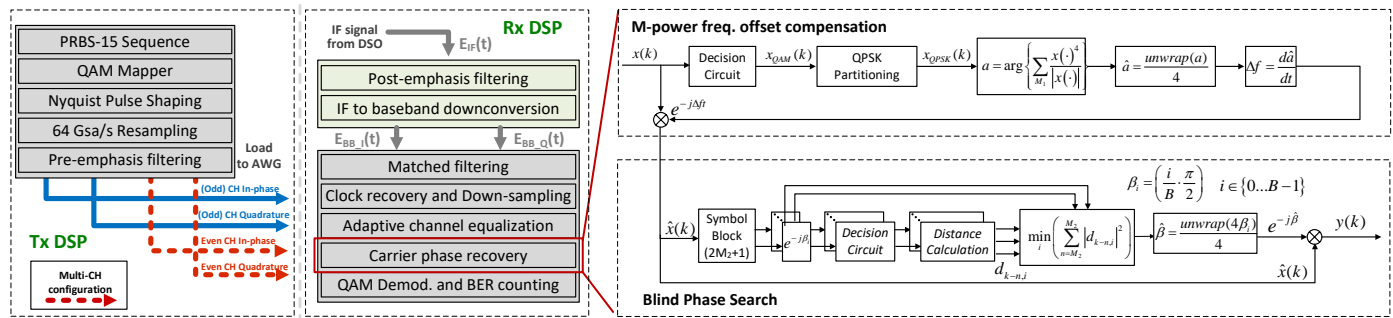 PRBS-15 Sequence
QAM Mapper
Nyquist Pulse Shaping
64 Gsa/s Resampling
Pre-emphasis filtering
Load
to AWG
(Odd) CH In-phase
(Odd) CH Quadrature
Even CH In-phase
Even CH Quadrature
Tx DSP
Multi-CH
configuration
IF signal
from DSO
E_IF(t)
Rx DSP
Post-emphasis filtering
IF to baseband downconversion
E_BB_I(t)
E_BB_Q(t)
Matched filtering
Clock recovery and Down-sampling
Adaptive channel equalization
Carrier phase recovery
QAM Demod. and BER counting
M-power freq. offset compensation
x(k)
Decision
Circuit
x_QAM(k)
QPSK
Partitioning
x_QPSK(k)
a = arg{∑_{M_1} x(·)^4 / |x(·)|}
â = unwrap(a) / 4
Δf = dâ / dt
e^{-jΔft}
x̂(k)
Symbol
Block
(2M_2+1)
e^{-jβ_i}
Decision
Circuit
Distance
Calculation
d_{k-n,i}
min_i (∑_{n=M_2}^{M_2} |d_{k-n,i}|^2)
β_i = (i/B · π/2)   i ∈ {0...B−1}
β̂ = unwrap(4β_i) / 4
e^{-jβ̂}
y(k)
x̂(k)
Blind Phase Search